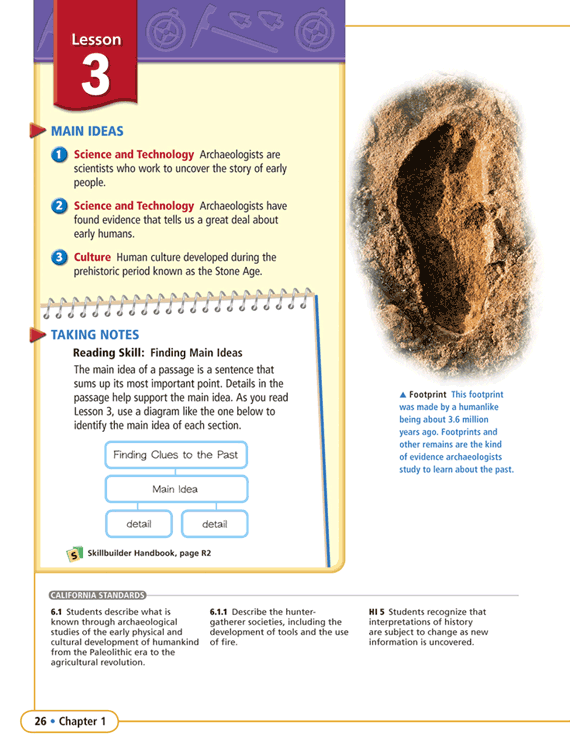 Lesson
3
MAIN IDEAS
1 Science and Technology Archaeologists are
scientists who work to uncover the story of early
people.
2 Science and Technology Archaeologists have
found evidence that tells us a great deal about
early humans.
3 Culture Human culture developed during the
prehistoric period known as the Stone Age.
TAKING NOTES
Reading Skill: Finding Main Ideas
The main idea of a passage is a sentence that
sums up its most important point. Details in the
passage help support the main idea. As you read
Lesson 3, use a diagram like the one below to
identify the main idea of each section.
Finding Clues to the Past
Main Idea
detail detail
S Skillbuilder Handbook, page R2
▲ Footprint This footprint
was made by a humanlike
being about 3.6 million
years ago. Footprints and
other remains are the kind
of evidence archaeologists
study to learn about the past.
CALIFORNIA STANDARDS
6.1 Students describe what is
known through archaeological
studies of the early physical and
cultural development of humankind
from the Paleolithic era to the
agricultural revolution.
6.1.1 Describe the hunter-
gatherer societies, including the
development of tools and the use
of fire.
HI 5 Students recognize that
interpretations of history
are subject to change as new
information is uncovered.
26 • Chapter 1